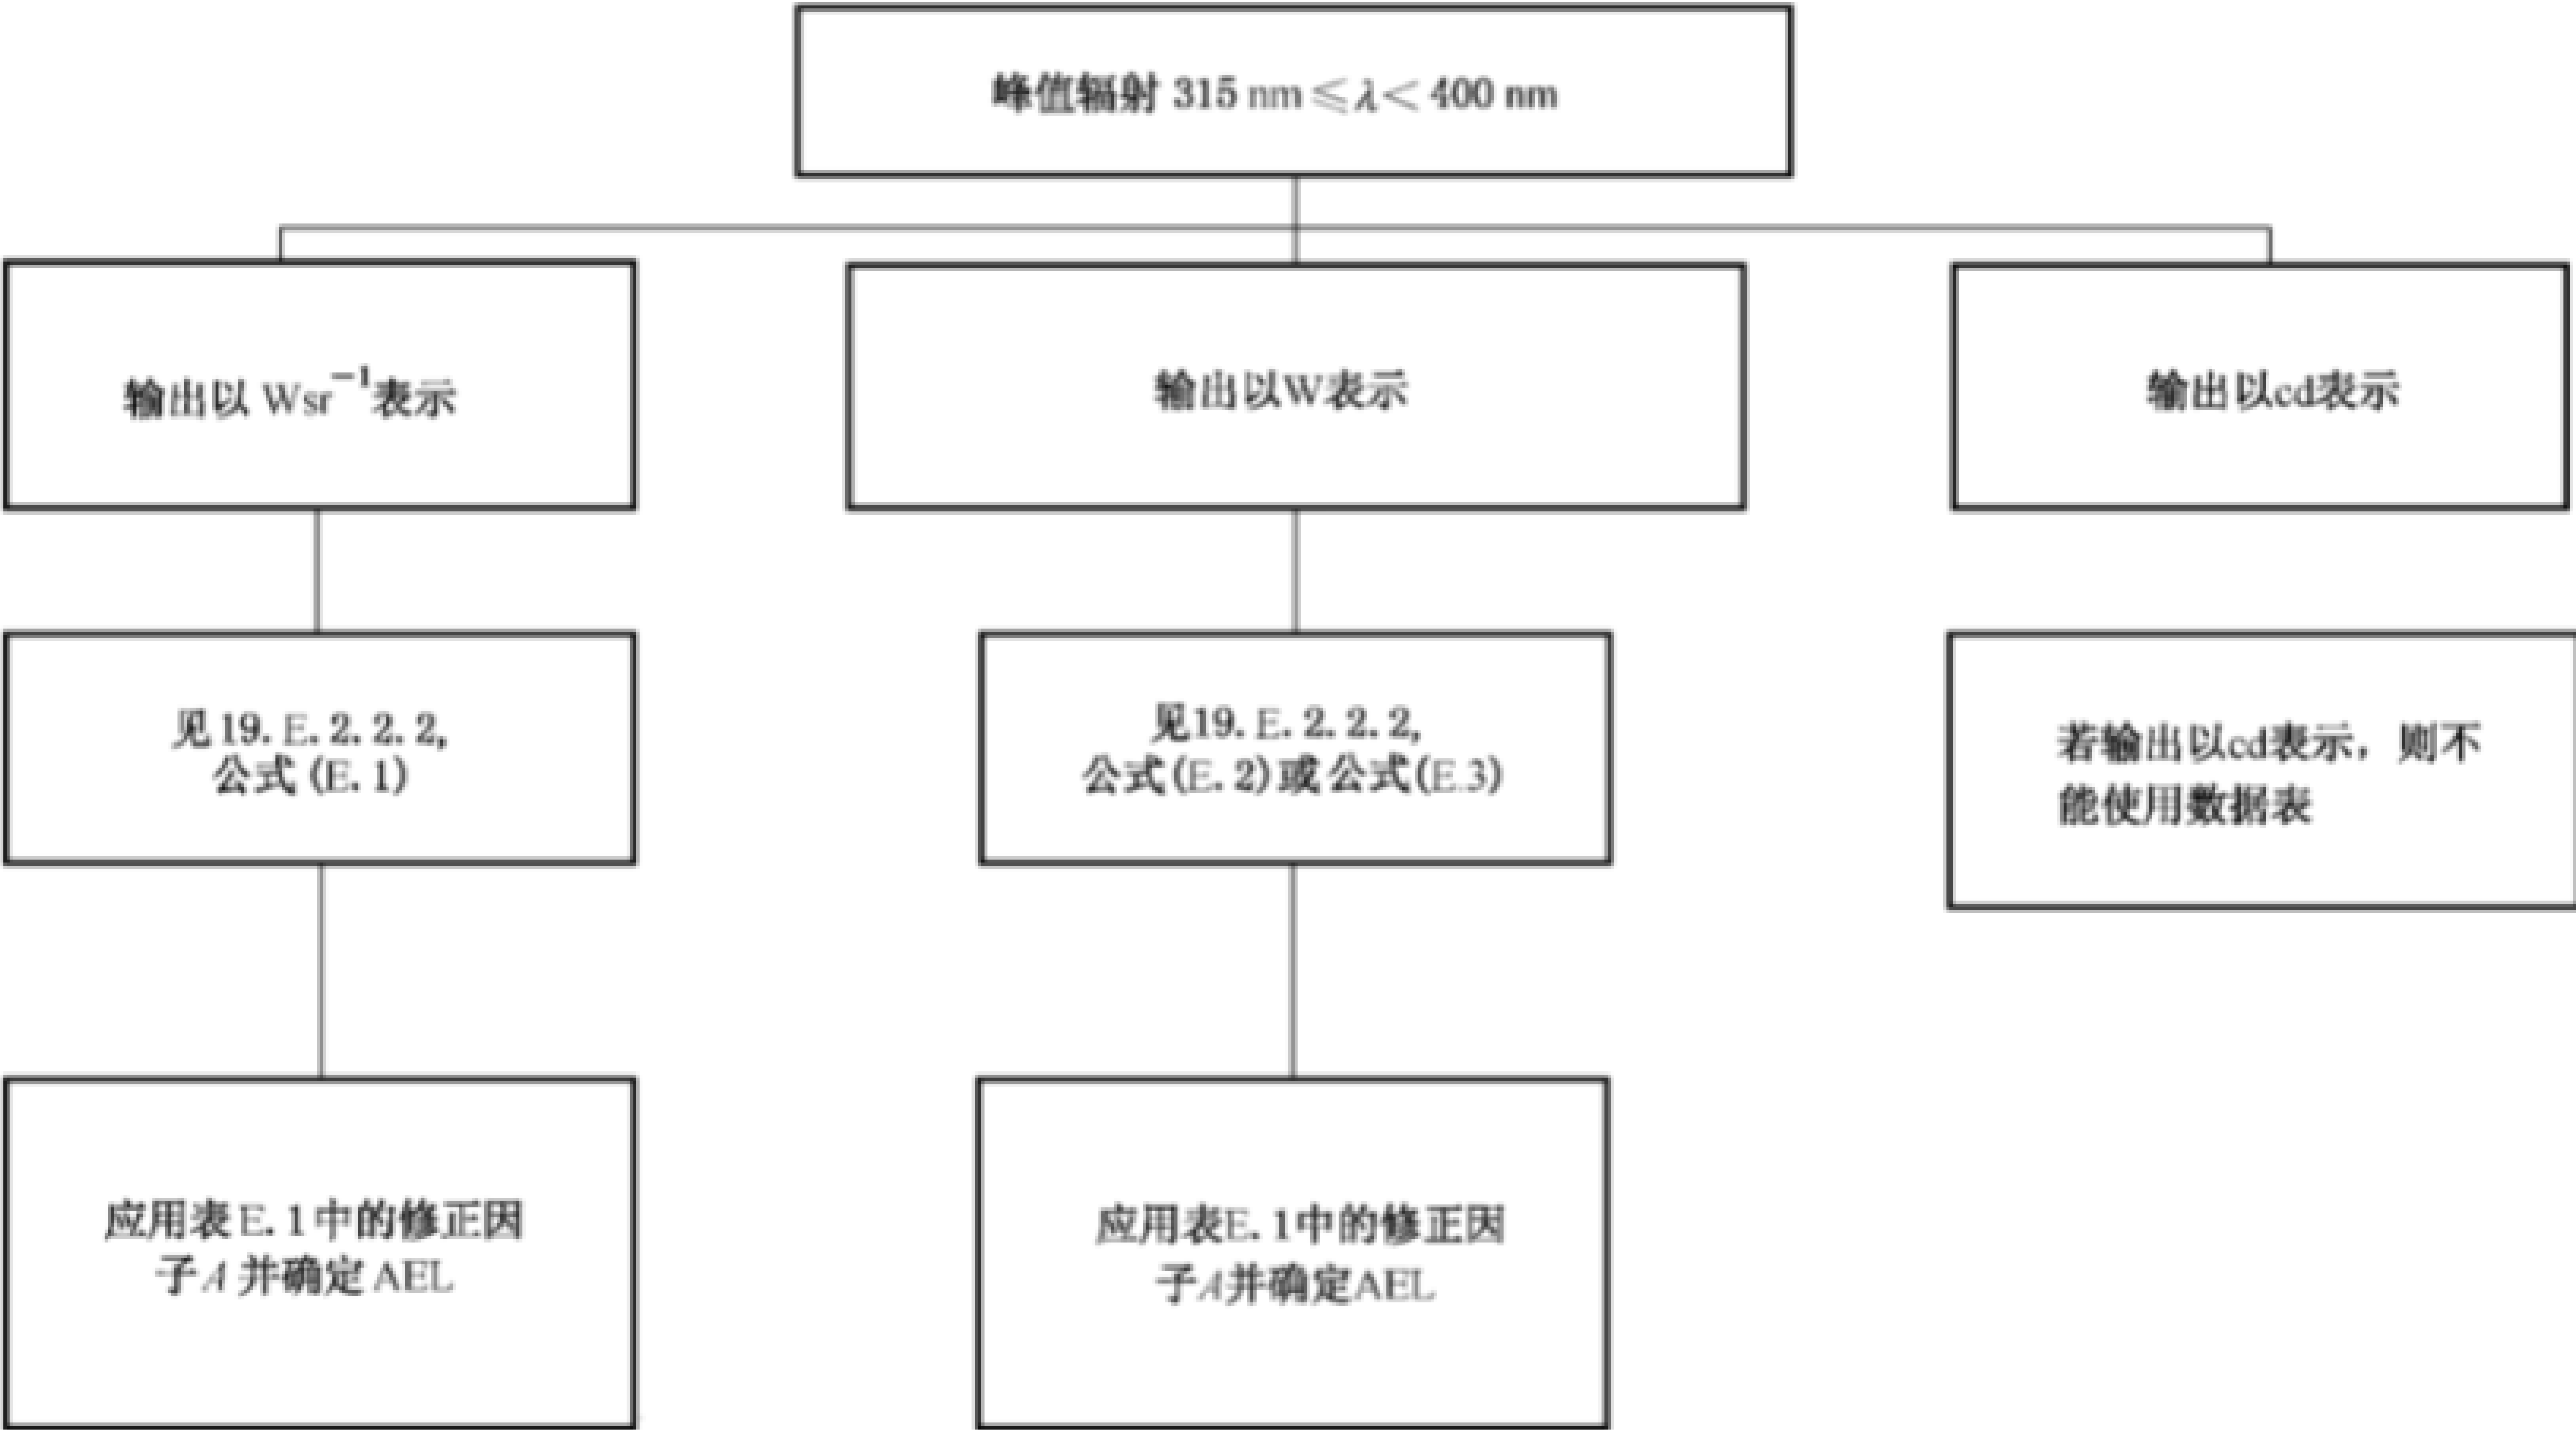 峰值辐射 315 nm≤λ<400 nm
输出以 Wsr⁻¹表示
输出以W表示
输出以cd表示
见19.E.2.2.2,
公式(E.1)
见19.E.2.2.2,
公式(E.2)或公式(E.3)
若输出以cd表示，则不
能使用数据表
应用表E.1中的修正因
子A并确定AEL
应用表E.1中的修正因
子A并确定AEL